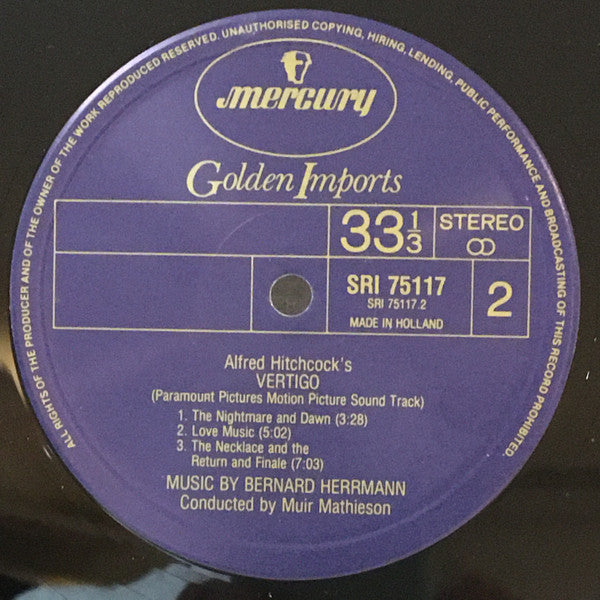 ALL RIGHTS OF THE PRODUCER AND OF THE OWNER OF THE WORK REPRODUCED RESERVED. UNAUTHORISED COPYING, HIRING, LENDING, PUBLIC PERFORMANCE AND BROADCASTING OF THIS RECORD PROHIBITED.
mercury
Golden Imports
33 1/3 STEREO
SRI 75117
SRI 75117.2
2
MADE IN HOLLAND
Alfred Hitchcock's
VERTIGO
(Paramount Pictures Motion Picture Sound Track)
1. The Nightmare and Dawn (3:28)
2. Love Music (5:02)
3. The Necklace and the
Return and Finale (7:03)
MUSIC BY BERNARD HERRMANN
Conducted by Muir Mathieson